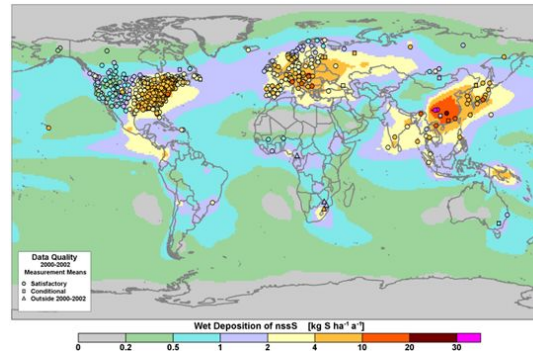 Data Quality
2000-2002
Measurement Means
Satisfactory
Conditional
Outside 2000-2002
Wet Deposition of nssS [kg S ha⁻¹ a⁻¹]
0 0.2 0.5 1 2 4 10 20 30